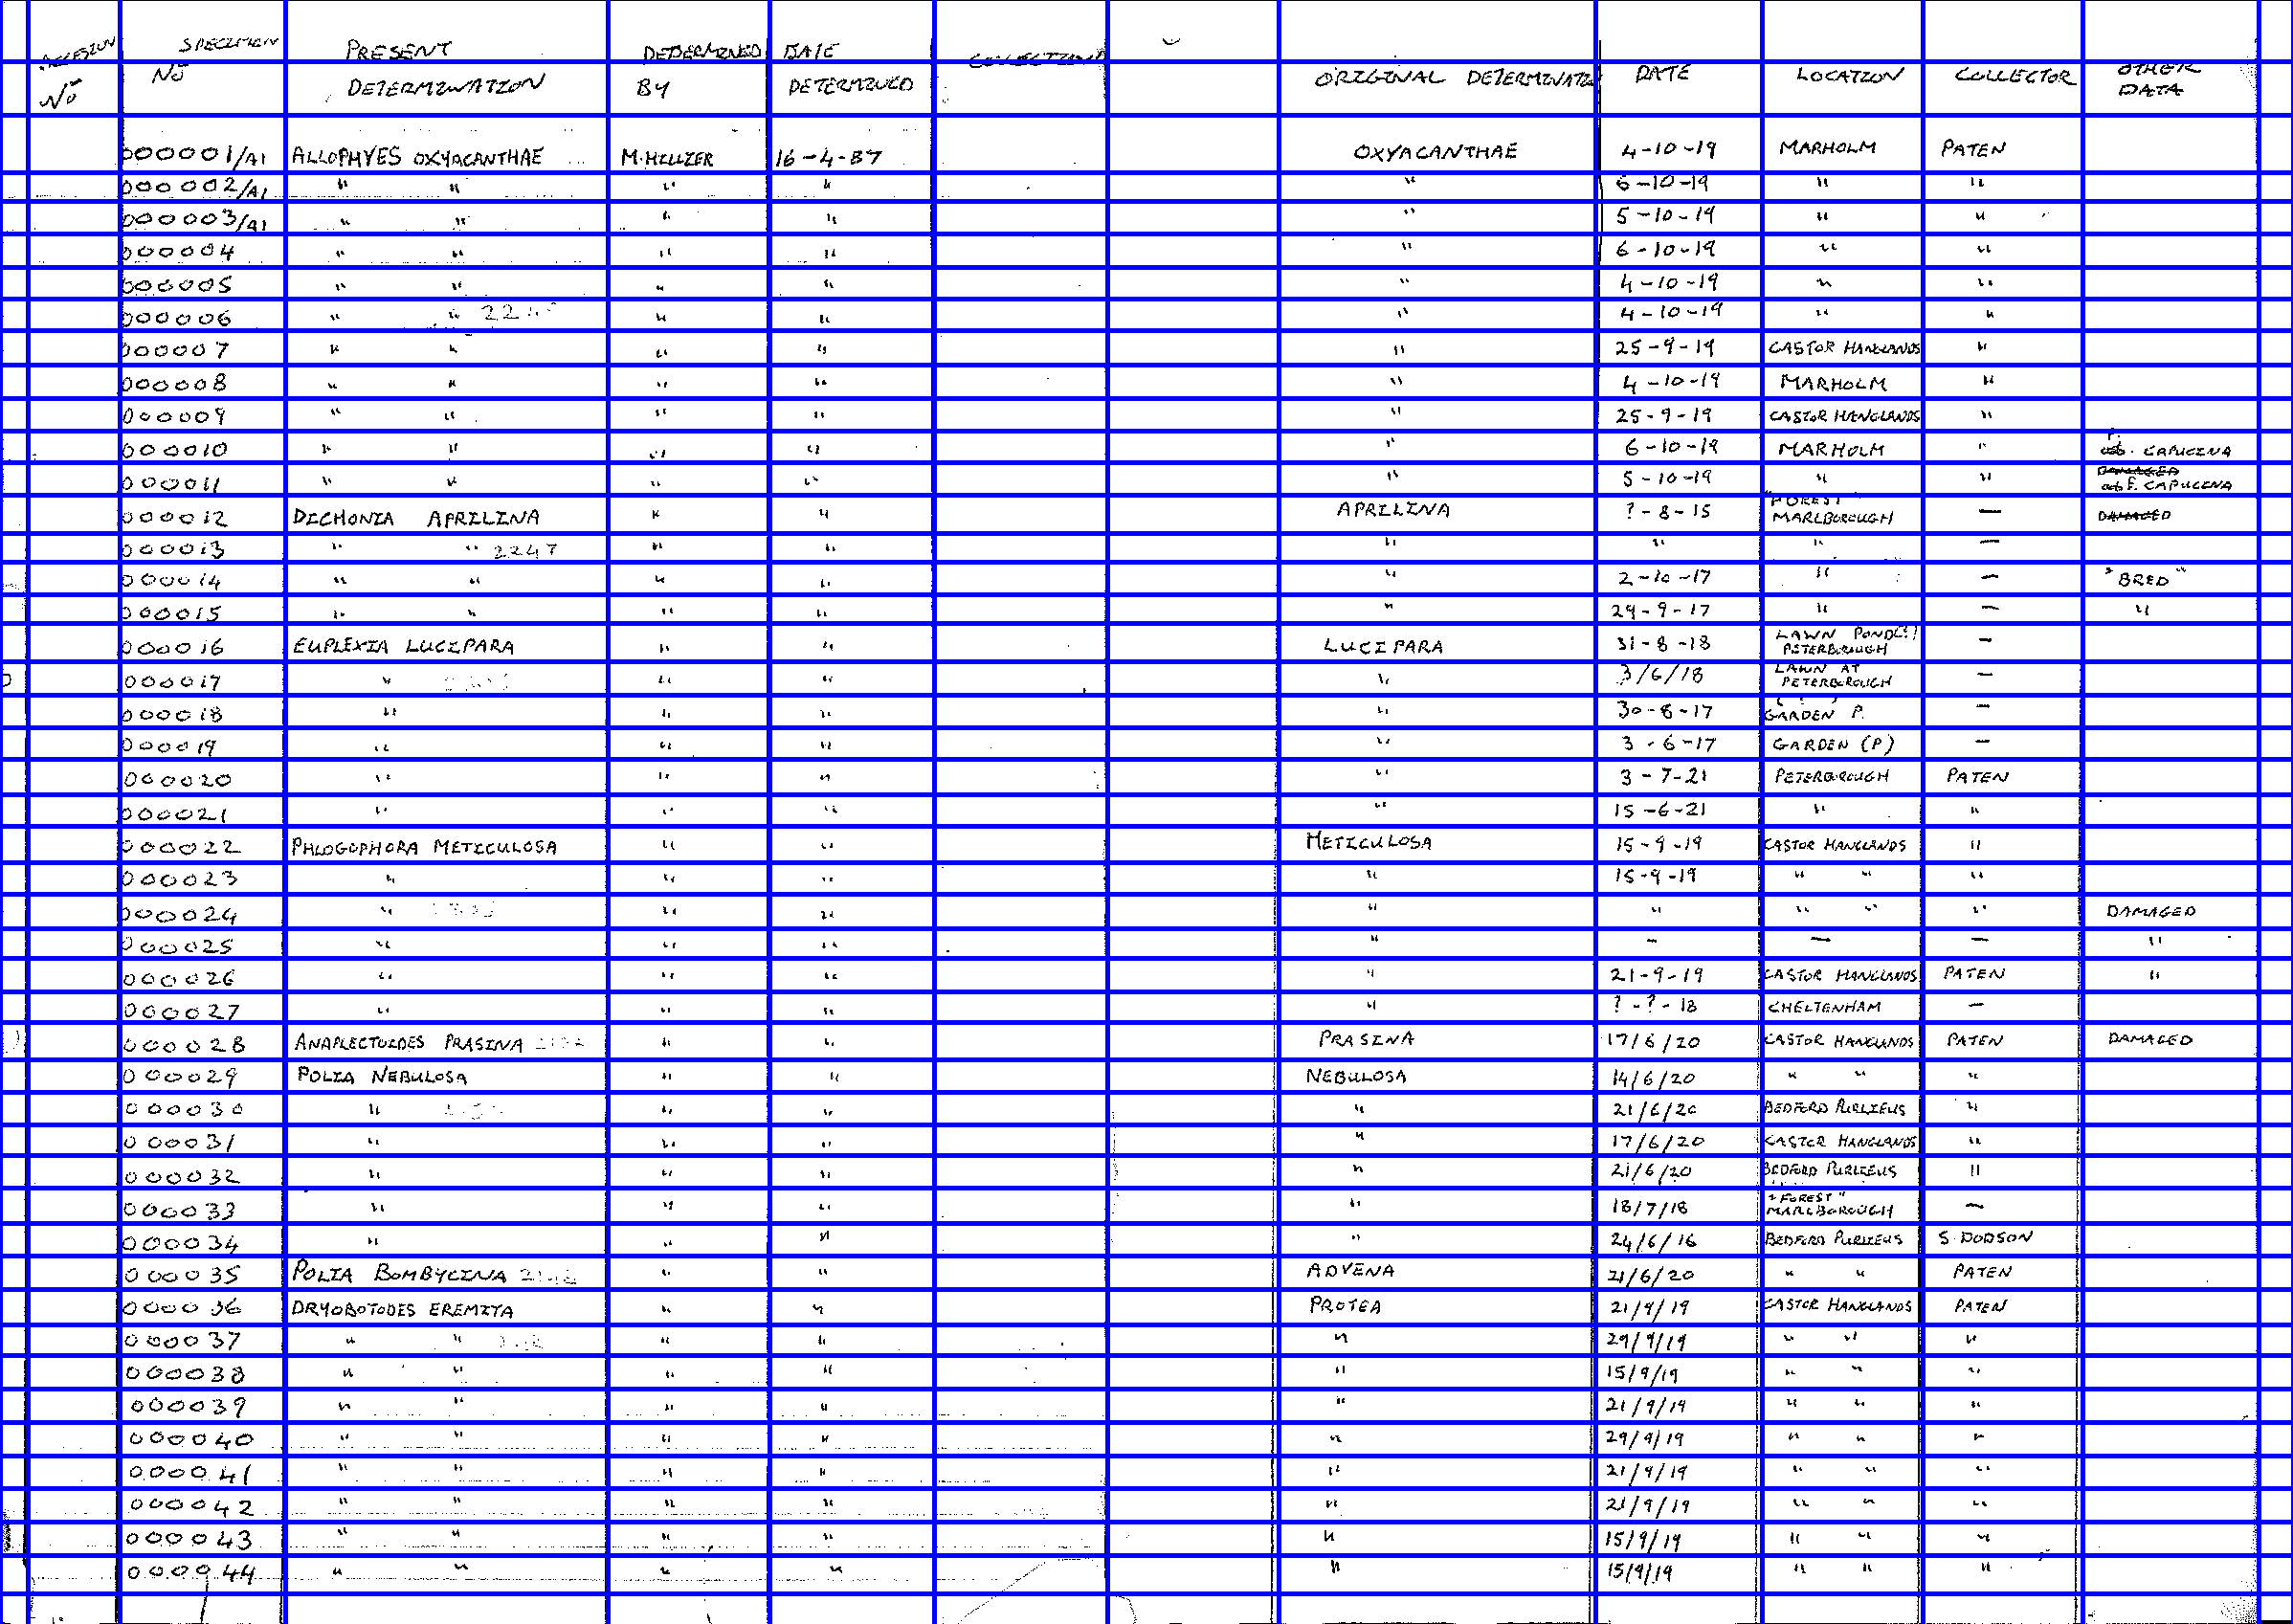 ACCESSION NO SPECIMEN NO PRESENT DETERMINATION DETERMINED BY DATE DETERMINED COLLECTION ORIGINAL DETERMINATI DATE LOCATION COLLECTOR OTHER DATA
000001/A1 ALLOPHYES OXYACANTHAE M.HILLIER 16-4-87 OXYACANTHAE 4-10-19 MARHOLM PATEN
000002/A1 " " " " " 6-10-19 " "
000003/A1 " " " " " 5-10-19 " "
000004 " " " " " 6-10-19 " "
000005 " " " " " 4-10-19 " "
000006 " " " " " 4-10-19 " "
000007 " " " " " 25-9-19 CASTOR HANGLANDS "
000008 " " " " " 4-10-19 MARHOLM "
000009 " " " " " 25-9-19 CASTOR HANGLANDS "
000010 " " " " " 6-10-19 MARHOLM " F. ab. CAPUCINA
000011 " " " " " 5-10-19 " " DAMAGED ab F. CAPUCINA
000012 DICHONIA APRILINA " " APRILINA ?-8-15 "FOREST" MARLBOROUGH — DAMAGED
000013 " " 2247 " " " " " —
000014 " " " " " 2-10-17 " — "BRED"
000015 " " " " " 29-9-17 " — "
000016 EUPLEXIA LUCIPARA " " LUCIPARA 31-8-18 LAWN POND(?) PETERBOROUGH —
000017 " " " " 3/6/18 LAWN AT PETERBOROUGH —
000018 " " " " 30-8-17 GARDEN P. —
000019 " " " " 3-6-17 GARDEN (P) —
000020 " " " " 3-7-21 PETERBOROUGH PATEN
000021 " " " " 15-6-21 " "
000022 PHLOGOPHORA METICULOSA " " METICULOSA 15-9-19 CASTOR HANGLANDS "
000023 " " " " 15-9-19 " " "
000024 " " " " " " " " DAMAGED
000025 " " " " — — — "
000026 " " " " 21-9-19 CASTOR HANGLANDS PATEN "
000027 " " " " ?-?-18 CHELTENHAM —
000028 ANAPLECTOIDES PRASINA " " PRASINA 17/6/20 CASTOR HANGLANDS PATEN DAMAGED
000029 POLIA NEBULOSA " " NEBULOSA 14/6/20 " " "
000030 " " " " 21/6/20 BEDFORD PURLIEUS "
000031 " " " " 17/6/20 CASTOR HANGLANDS "
000032 " " " " 21/6/20 BEDFORD PURLIEUS "
000033 " " " " 18/7/18 "FOREST" MARLBOROUGH —
000034 " " " " 24/6/16 BEDFORD PURLIEUS S. DODSON
000035 POLIA BOMBYCINA " " ADVENA 21/6/20 " " PATEN
000036 DRYOBOTODES EREMITA " " PROTEA 21/9/19 CASTOR HANGLANDS PATEN
000037 " " " " " 29/9/19 " " "
000038 " " " " " 15/9/19 " " "
000039 " " " " " 21/9/19 " " "
000040 " " " " " 29/9/19 " " "
000041 " " " " " 21/9/19 " " "
000042 " " " " " 21/9/19 " " "
000043 " " " " " 15/9/19 " " "
000044 " " " " " 15/9/19 " " "